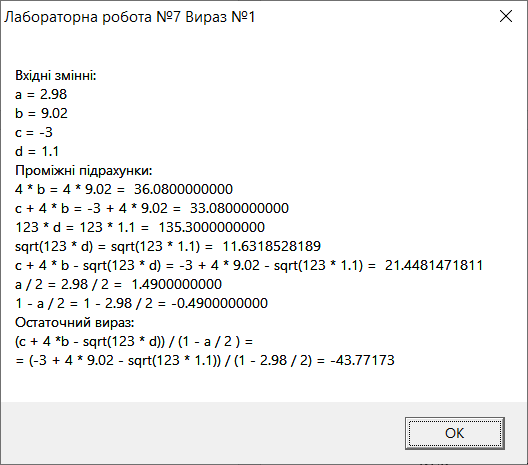 Лабораторна робота №7 Вираз №1
Вхідні змінні:
a = 2.98
b = 9.02
c = -3
d = 1.1
Проміжні підрахунки:
4 * b = 4 * 9.02 =  36.0800000000
c + 4 * b = -3 + 4 * 9.02 =  33.0800000000
123 * d = 123 * 1.1 =  135.3000000000
sqrt(123 * d) = sqrt(123 * 1.1) =  11.6318528189
c + 4 * b - sqrt(123 * d) = -3 + 4 * 9.02 - sqrt(123 * 1.1) =  21.4481471811
a / 2 = 2.98 / 2 =  1.4900000000
1 - a / 2 = 1 - 2.98 / 2 = -0.4900000000
Остаточний вираз:
(c + 4 *b - sqrt(123 * d)) / (1 - a / 2 ) =
= (-3 + 4 * 9.02 - sqrt(123 * 1.1)) / (1 - 2.98 / 2) = -43.77173
OK